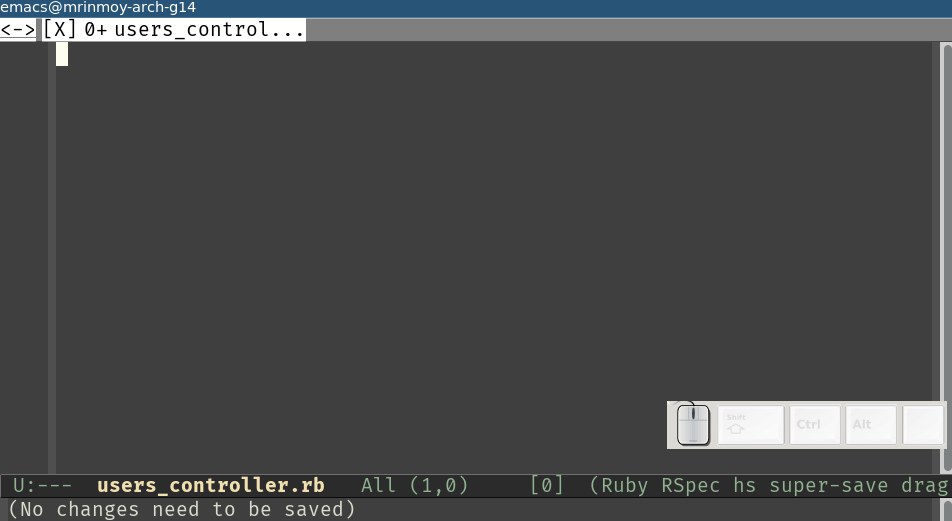 emacs@mrinmoy-arch-g14
<-> [X] 0+ users_control...
Shift Ctrl Alt
U:--- users_controller.rb All (1,0) [0] (Ruby RSpec hs super-save drag
(No changes need to be saved)